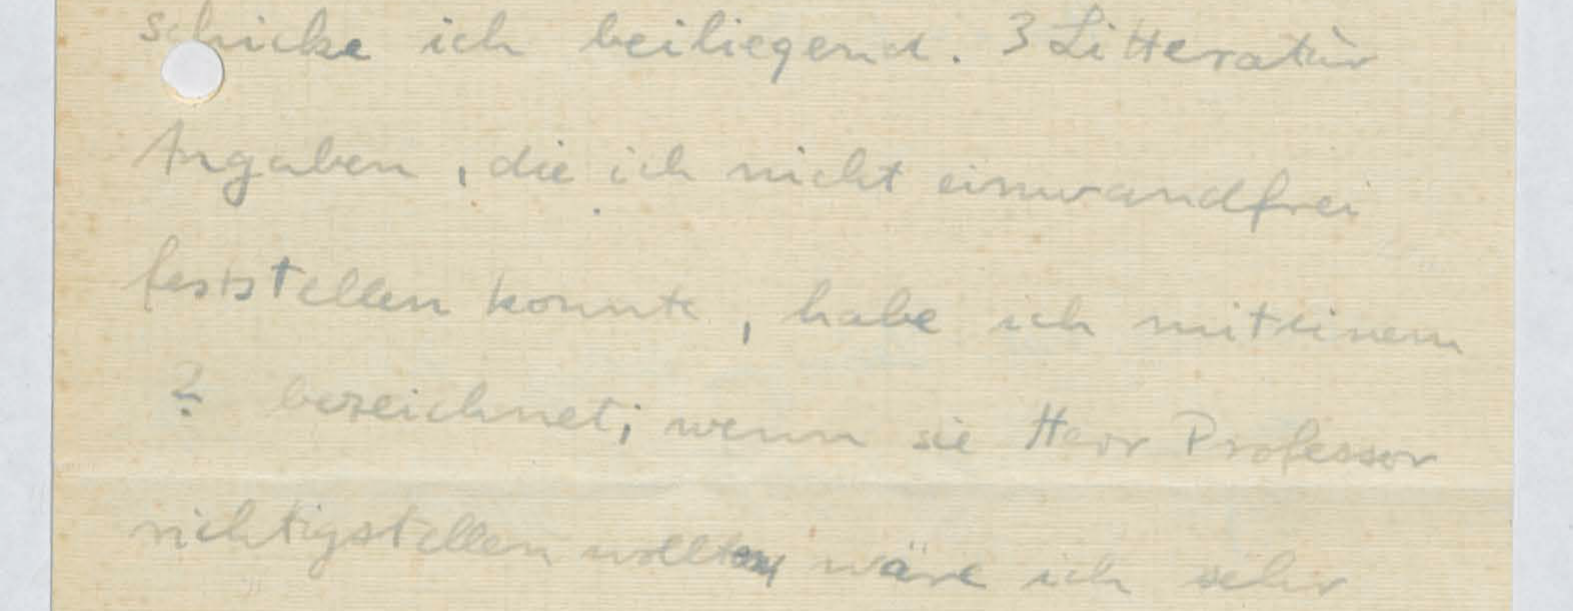 schicke ich beiliegend. 3 Litteratur
Angaben, die ich nicht einwandfrei
feststellen konnte, habe ich mit einem
? bezeichnet; wenn sie Herr Professor
richtigstellen wollten wäre ich sehr